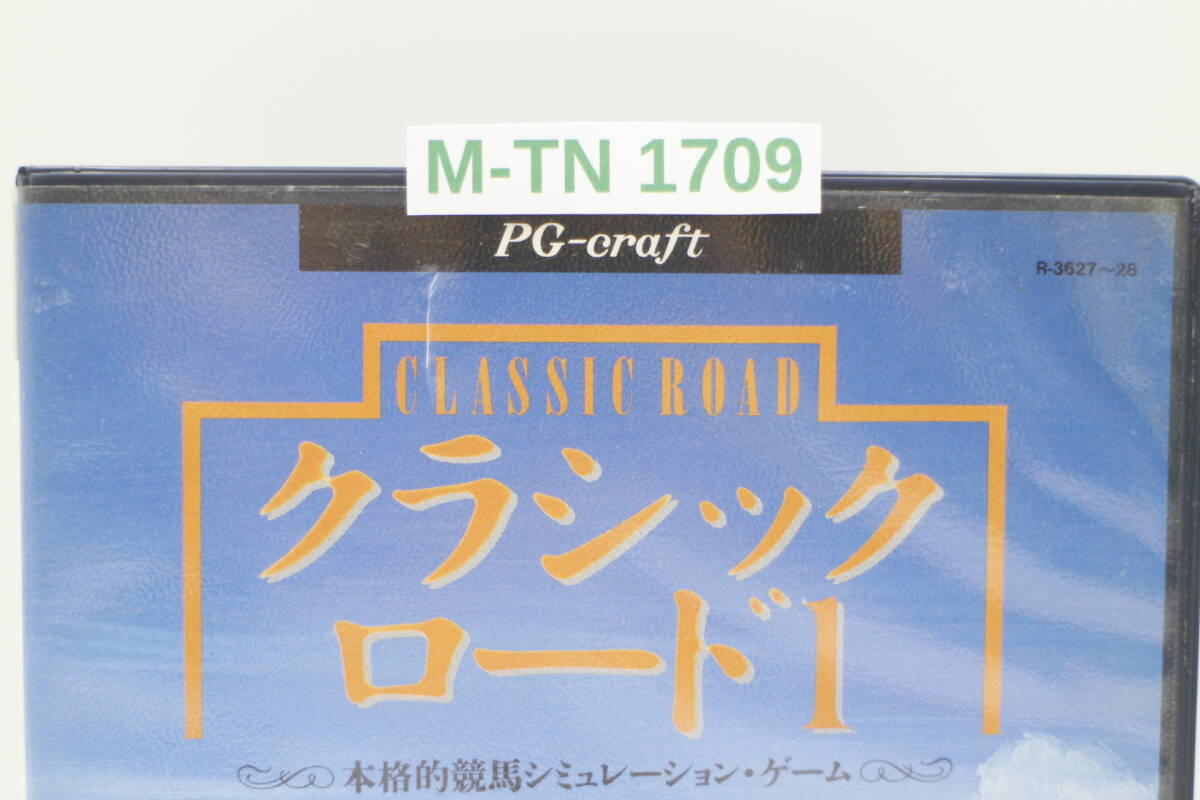 M-TN 1709
PG-craft
R-3627～28
CLASSIC ROAD
クラシック
ロード1
本格的競馬シミュレーション・ゲーム